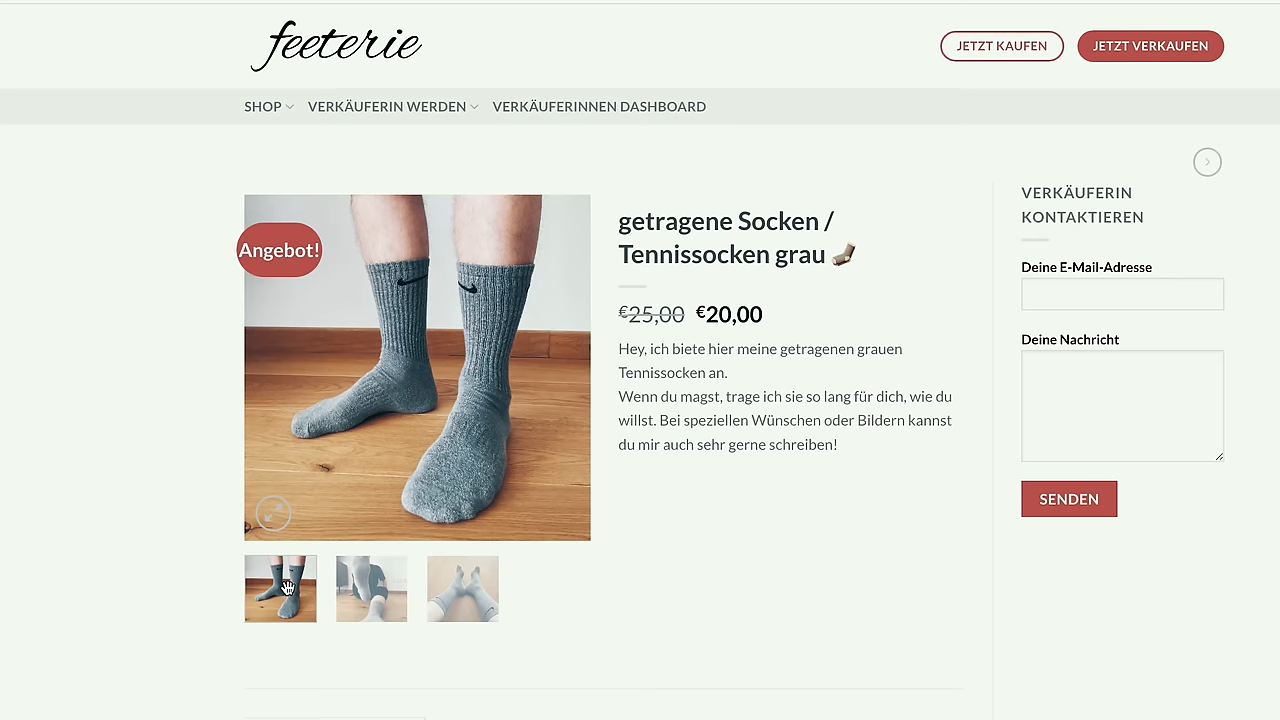 feeterie
JETZT KAUFEN
JETZT VERKAUFEN
SHOP
VERKÄUFERIN WERDEN
VERKÄUFERINNEN DASHBOARD
Angebot!
getragene Socken /
Tennissocken grau
€25,00 €20,00
Hey, ich biete hier meine getragenen grauen
Tennissocken an.
Wenn du magst, trage ich sie so lang für dich, wie du
willst. Bei speziellen Wünschen oder Bildern kannst
du mir auch sehr gerne schreiben!
VERKÄUFERIN
KONTAKTIEREN
Deine E-Mail-Adresse
Deine Nachricht
SENDEN